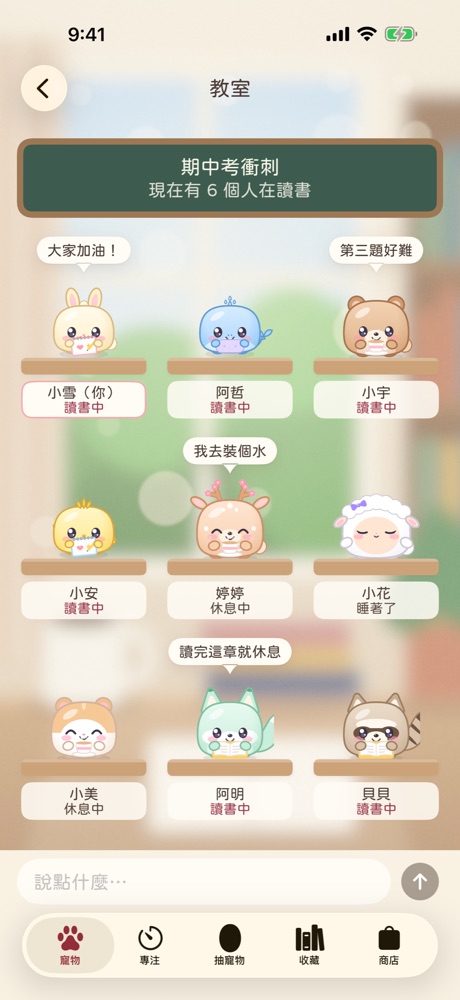 9:41
教室
期中考衝刺
現在有 6 個人在讀書
大家加油！
第三題好難
小雪（你）
讀書中
阿哲
讀書中
小宇
讀書中
我去裝個水
小安
讀書中
婷婷
休息中
小花
睡著了
讀完這章就休息
小美
休息中
阿明
讀書中
貝貝
讀書中
說點什麼⋯
寵物
專注
抽寵物
收藏
商店